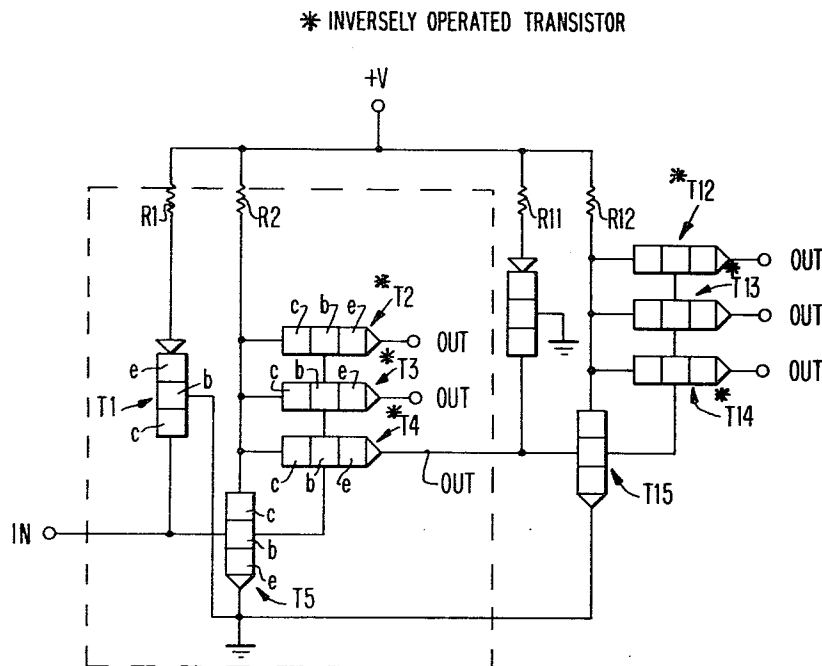 * INVERSELY OPERATED TRANSISTOR
+V
R1
R2
R11
R12
*T12
OUT
c b e
*
T2
OUT
*
T13
OUT
e
b
c
T1
c b e
*
T3
OUT
*
T14
OUT
c b e
*
T4
OUT
T15
IN
c
b
e
T5